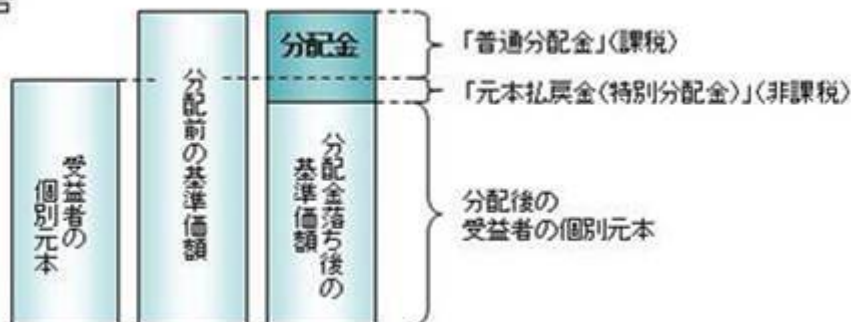 受益者の
個別元本
分配前の基準価額
分配金
分配金落ち後の
基準価額
「普通分配金」(課税)
「元本払戻金(特別分配金)」(非課税)
分配後の
受益者の個別元本